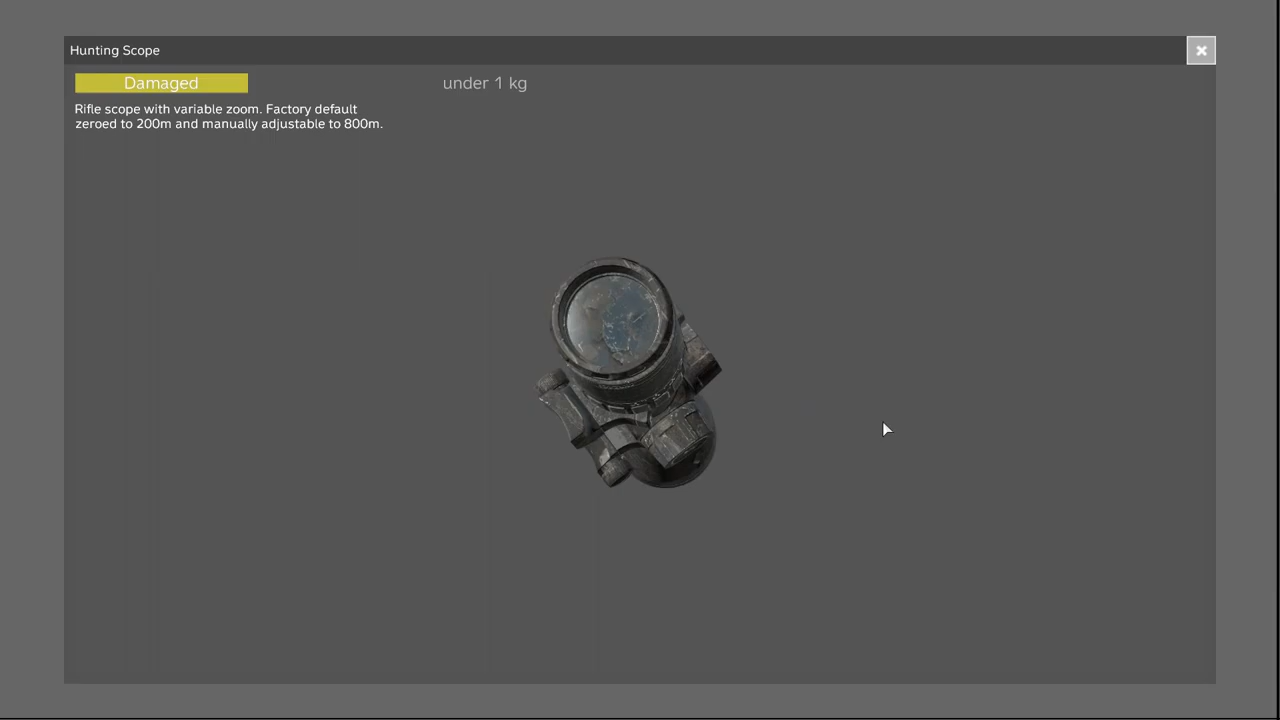 Hunting Scope
Damaged
under 1 kg
Rifle scope with variable zoom. Factory default
zeroed to 200m and manually adjustable to 800m.